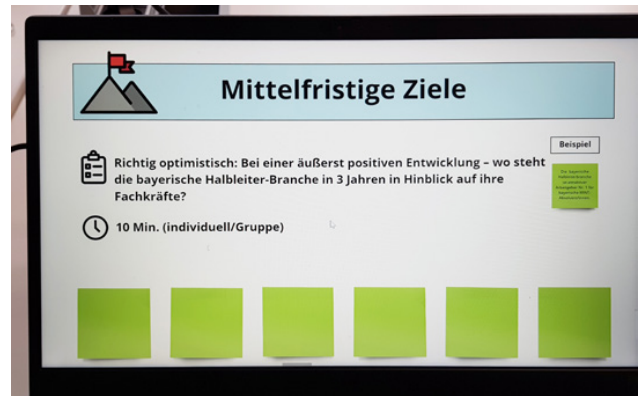 Mittelfristige Ziele
Beispiel
Richtig optimistisch: Bei einer äußerst positiven Entwicklung – wo steht
die bayerische Halbleiter-Branche in 3 Jahren in Hinblick auf ihre
Fachkräfte?
10 Min. (individuell/Gruppe)